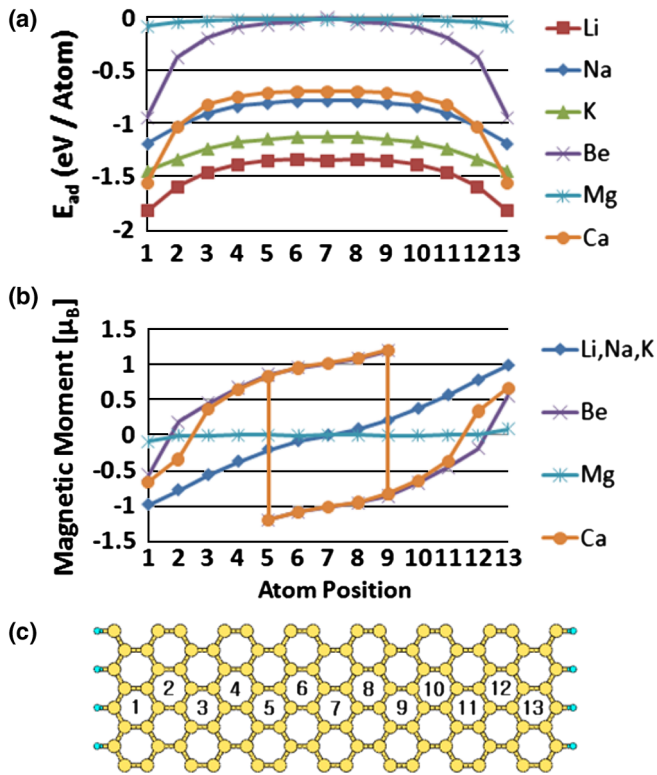 (a)
E_ad (eV / Atom)
0
-0.5
-1
-1.5
-2
1 2 3 4 5 6 7 8 9 10 11 12 13
Li
Na
K
Be
Mg
Ca
(b)
Magnetic Moment [μ_B]
1.5
1
0.5
0
-0.5
-1
-1.5
1 2 3 4 5 6 7 8 9 10 11 12 13
Atom Position
Li,Na,K
Be
Mg
Ca
(c)
2 4 6 8 10 12
1 3 5 7 9 11 13